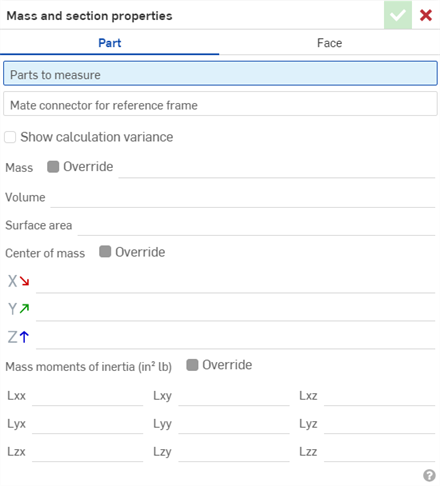 Mass and section properties
Part Face
Parts to measure
Mate connector for reference frame
Show calculation variance
Mass Override
Volume
Surface area
Center of mass Override
X
Y
Z
Mass moments of inertia (in² lb) Override
Lxx Lxy Lxz
Lyx Lyy Lyz
Lzx Lzy Lzz
?